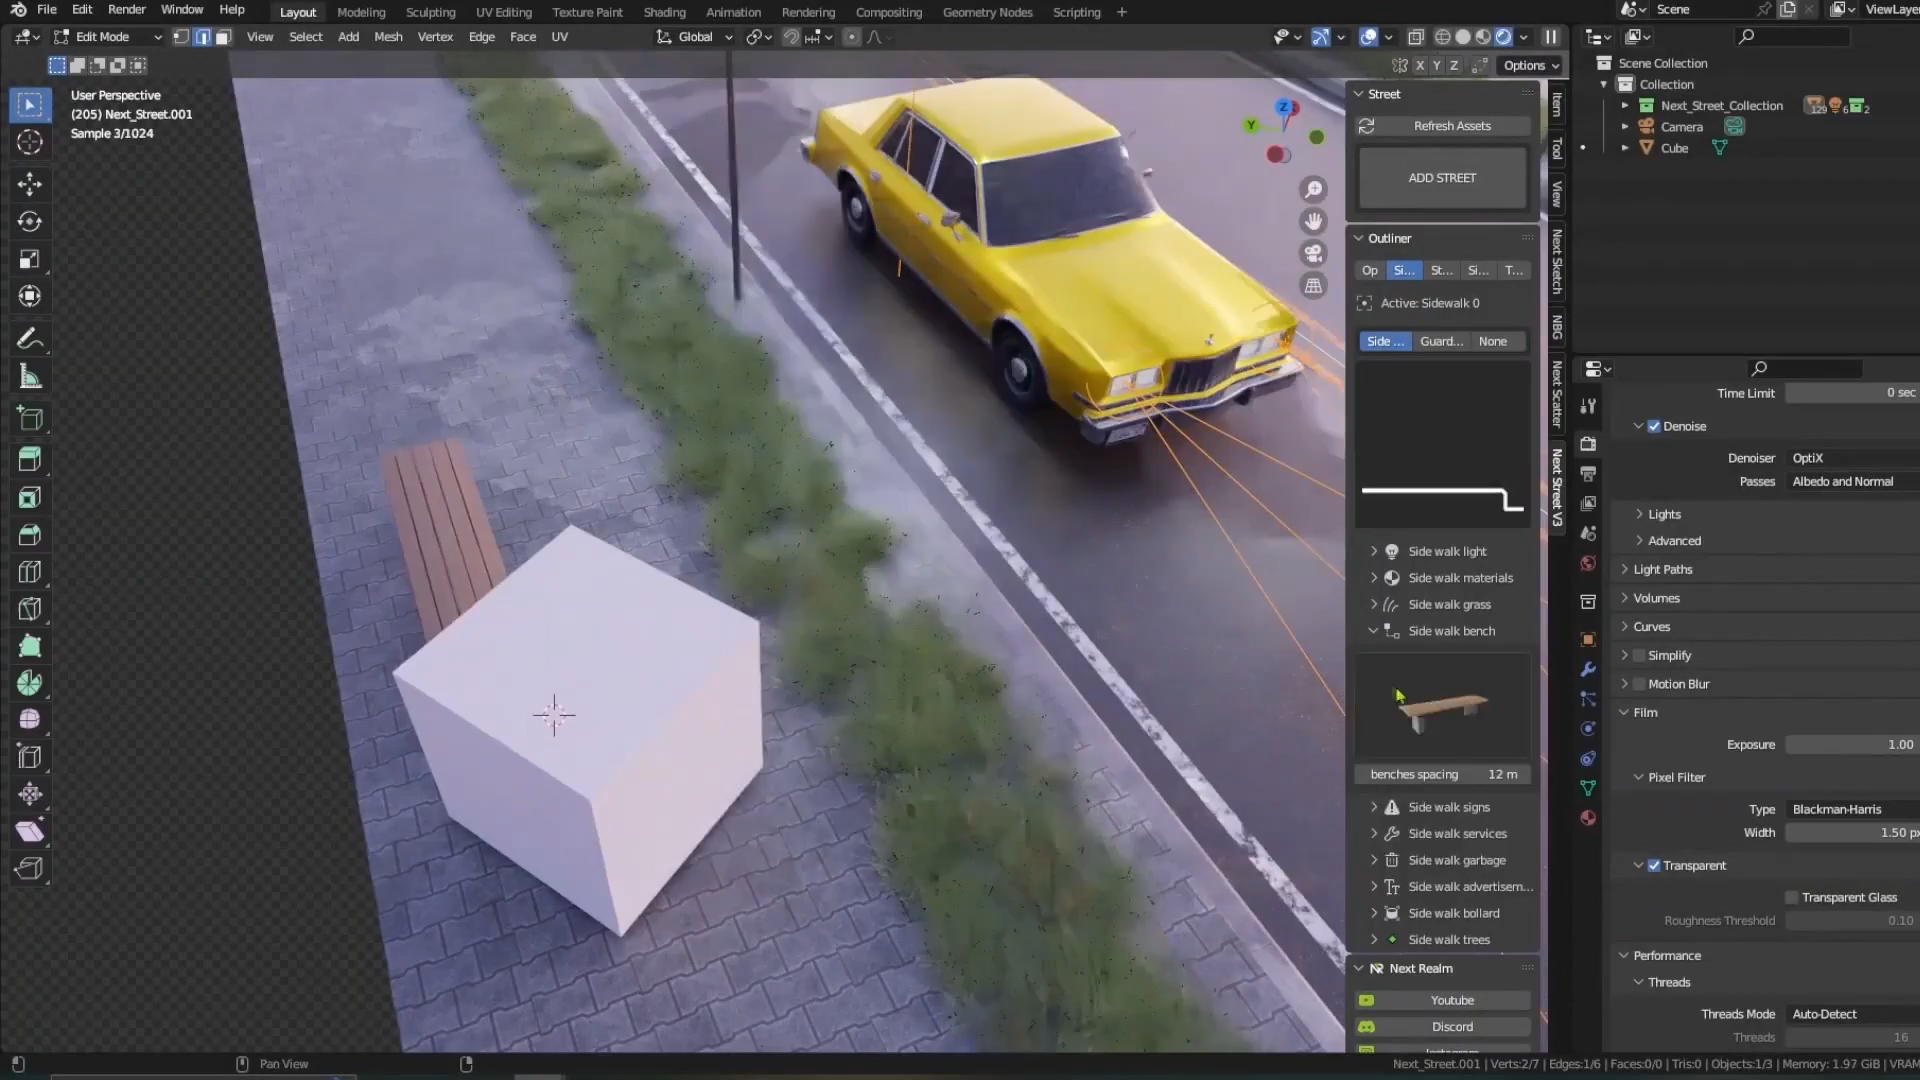 File Edit Render Window Help Layout Modeling Sculpting UV Editing Texture Paint Shading Animation Rendering Compositing Geometry Nodes Scripting + Scene ViewLayer
Edit Mode View Select Add Mesh Vertex Edge Face UV Global
X Y Z Options
User Perspective
(205) Next_Street.001
Sample 3/1024
Z
Y
Street
Refresh Assets
ADD STREET
Outliner
Op Si... St... Si... T...
Active: Sidewalk 0
Side ... Guard... None
Side walk light
Side walk materials
Side walk grass
Side walk bench
benches spacing 12 m
Side walk signs
Side walk services
Side walk garbage
Side walk advertisem...
Side walk bollard
Side walk trees
Next Realm
Youtube
Discord
Item
Tool
View
Next Sketch
NBG
Next Scatter
Next Street V3
Scene Collection
Collection
Next_Street_Collection 129 6 2
Camera
Cube
Time Limit 0 sec
Denoise
Denoiser OptiX
Passes Albedo and Normal
Lights
Advanced
Light Paths
Volumes
Curves
Simplify
Motion Blur
Film
Exposure 1.00
Pixel Filter
Type Blackman-Harris
Width 1.50 px
Transparent
Transparent Glass
Roughness Threshold 0.10
Performance
Threads
Threads Mode Auto-Detect
Threads 16
Pan View
Next_Street.001 | Verts:2/7 | Edges:1/6 | Faces:0/0 | Tris:0 | Objects:1/3 | Memory: 1.97 GiB | VRAM